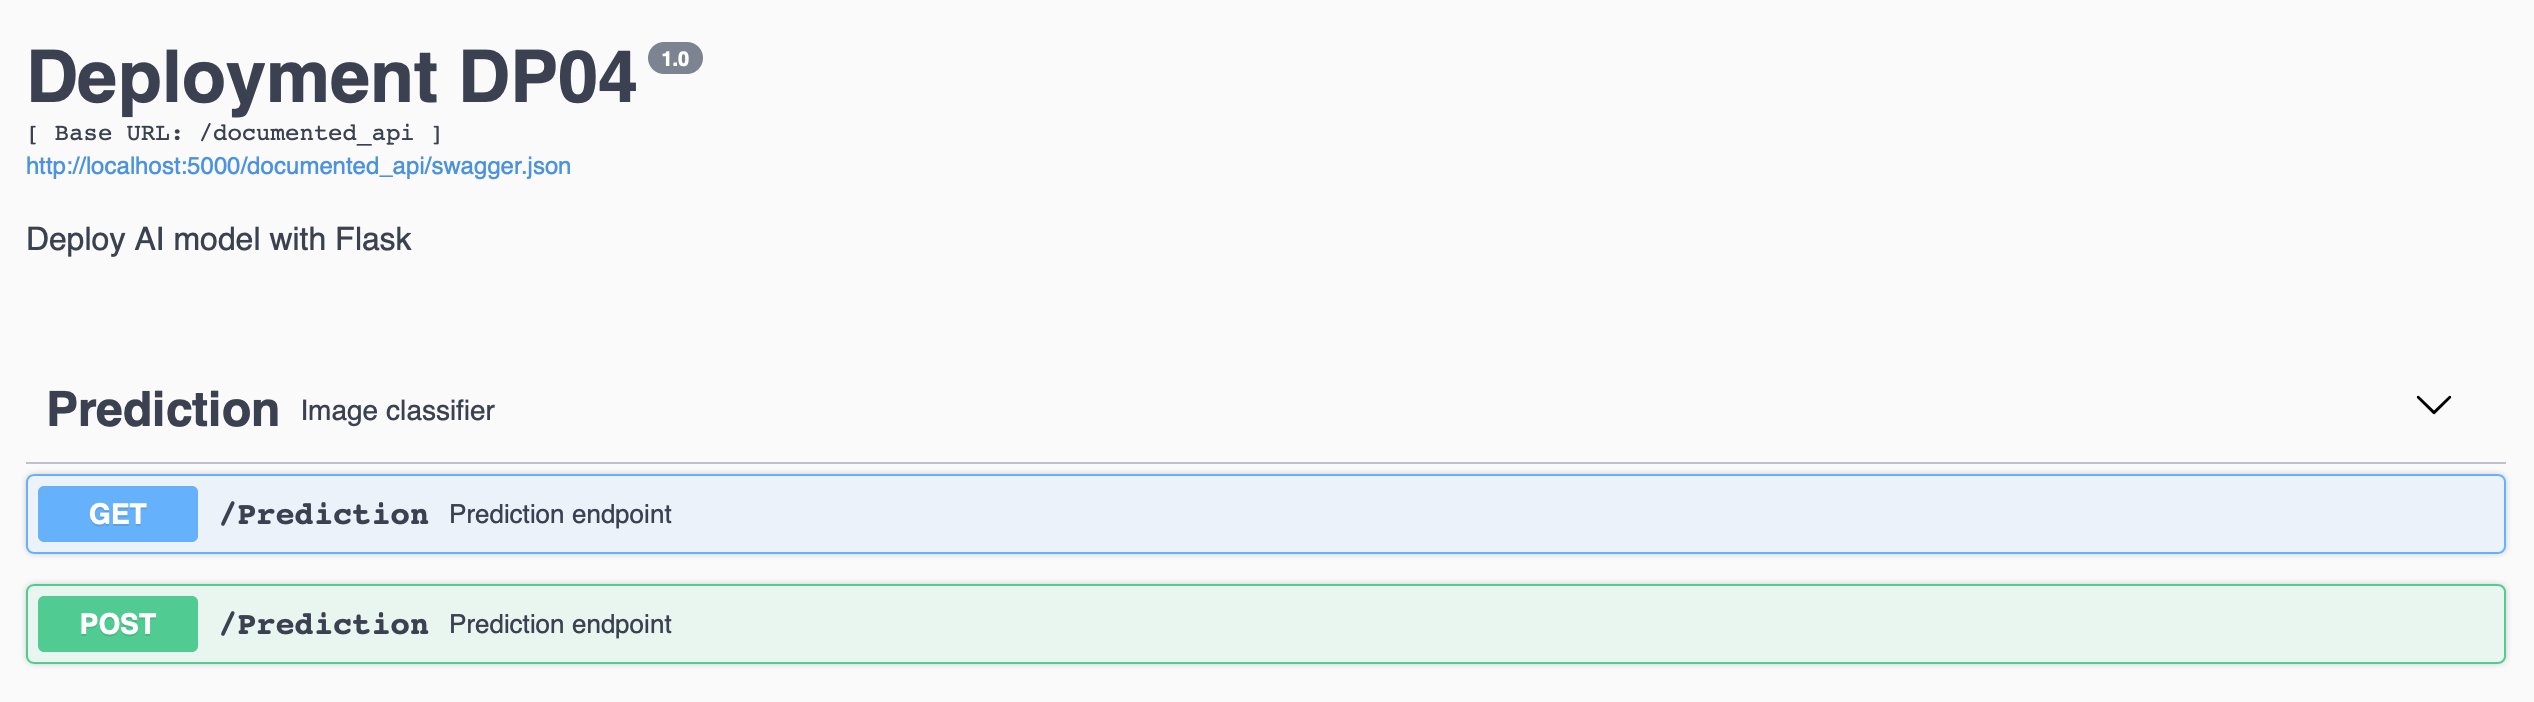 Deployment DP04 1.0
[ Base URL: /documented_api ]
http://localhost:5000/documented_api/swagger.json
Deploy AI model with Flask
Prediction Image classifier
GET /Prediction Prediction endpoint
POST /Prediction Prediction endpoint